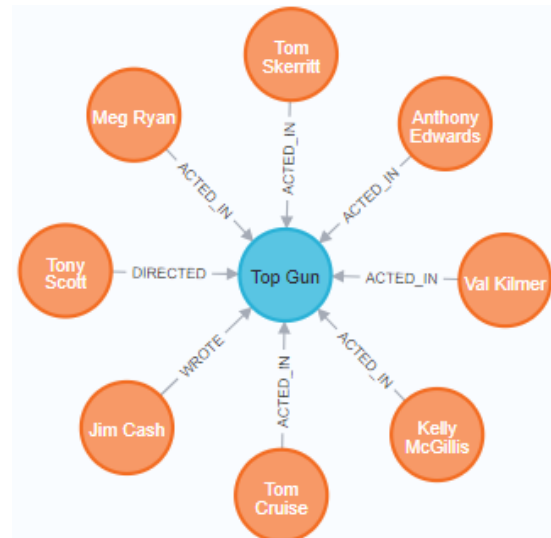 Tom
Skerritt
Meg Ryan
Anthony
Edwards
ACTED_IN
ACTED_IN
ACTED_IN
Tony
Scott
DIRECTED
Top Gun
ACTED_IN
Val Kilmer
WROTE
ACTED_IN
ACTED_IN
Jim Cash
Kelly
McGillis
Tom
Cruise